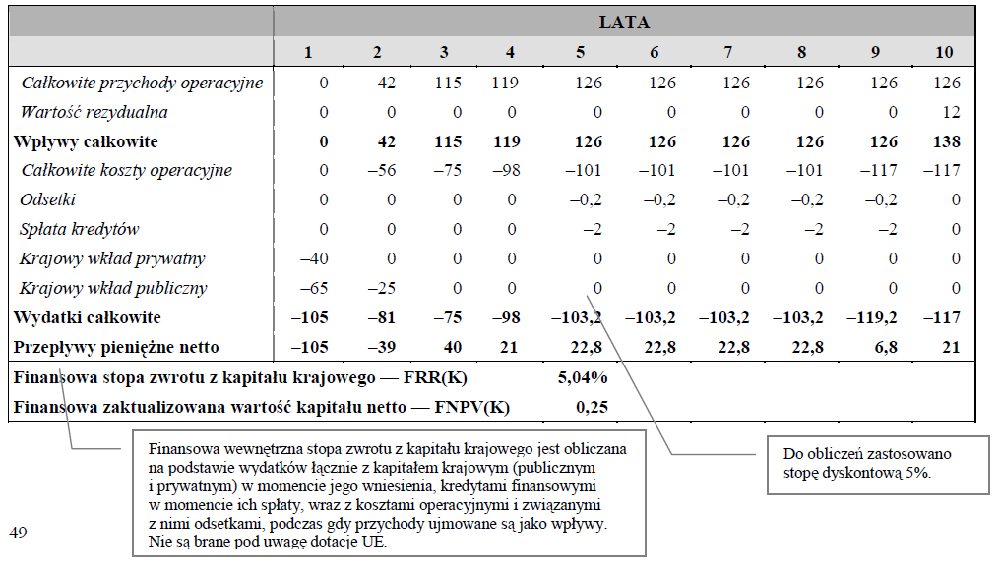 LATA
1 2 3 4 5 6 7 8 9 10
Całkowite przychody operacyjne 0 42 115 119 126 126 126 126 126 126
Wartość rezydualna 0 0 0 0 0 0 0 0 0 12
Wpływy całkowite 0 42 115 119 126 126 126 126 126 138
Całkowite koszty operacyjne 0 –56 –75 –98 –101 –101 –101 –101 –117 –117
Odsetki 0 0 0 0 –0,2 –0,2 –0,2 –0,2 –0,2 0
Spłata kredytów 0 0 0 0 –2 –2 –2 –2 –2 0
Krajowy wkład prywatny –40 0 0 0 0 0 0 0 0 0
Krajowy wkład publiczny –65 –25 0 0 0 0 0 0 0 0
Wydatki całkowite –105 –81 –75 –98 –103,2 –103,2 –103,2 –103,2 –119,2 –117
Przepływy pieniężne netto –105 –39 40 21 22,8 22,8 22,8 22,8 6,8 21
Finansowa stopa zwrotu z kapitału krajowego — FRR(K) 5,04%
Finansowa zaktualizowana wartość kapitału netto — FNPV(K) 0,25
Finansowa wewnętrzna stopa zwrotu z kapitału krajowego jest obliczana
na podstawie wydatków łącznie z kapitałem krajowym (publicznym
i prywatnym) w momencie jego wniesienia, kredytami finansowymi
w momencie ich spłaty, wraz z kosztami operacyjnymi i związanymi
z nimi odsetkami, podczas gdy przychody ujmowane są jako wpływy.
Nie są brane pod uwagę dotacje UE.
Do obliczeń zastosowano
stopę dyskontową 5%.
49